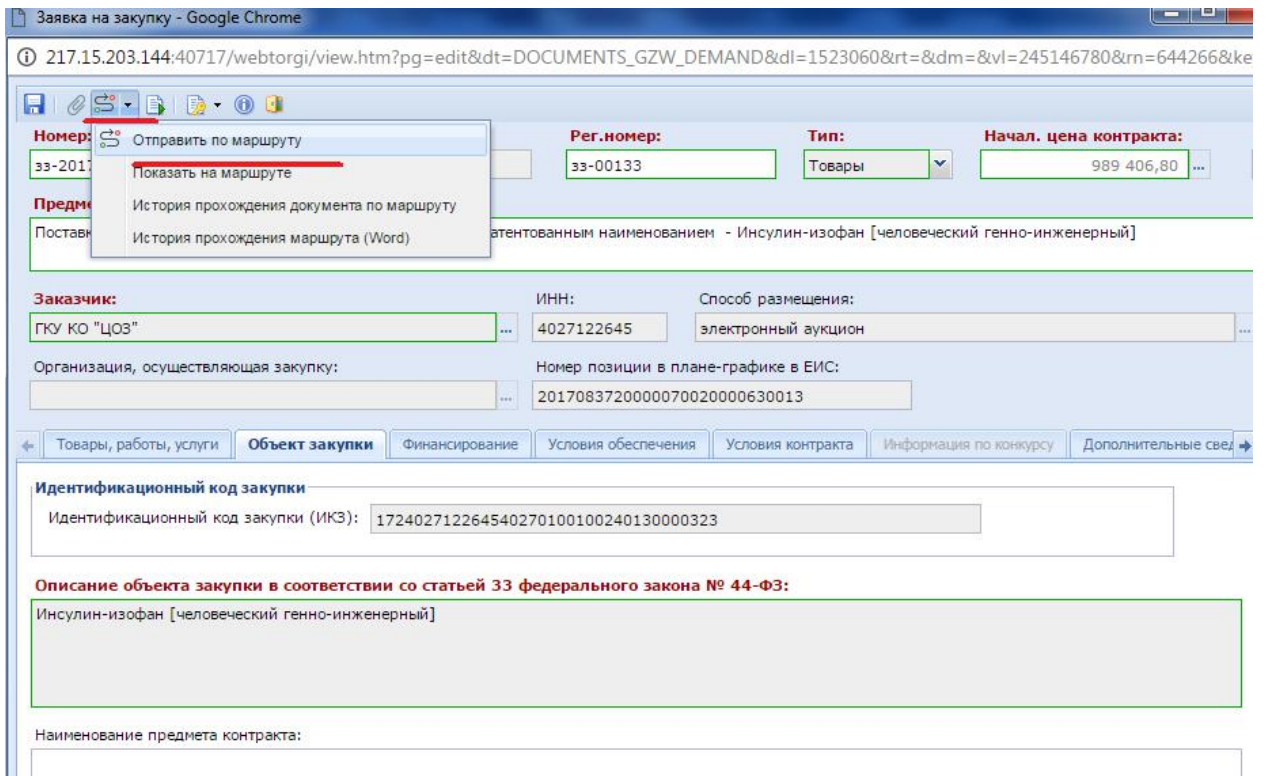 Заявка на закупку - Google Chrome
217.15.203.144:40717/webtorgi/view.htm?pg=edit&dt=DOCUMENTS_GZW_DEMAND&dl=1523060&rt=&dm=&vl=245146780&rn=644266&ke
Номер: Рег.номер: Тип: Начал. цена контракта:
Отправить по маршруту
зз-2017 зз-00133 Товары 989 406,80 ...
Показать на маршруте
История прохождения документа по маршруту
История прохождения маршрута (Word)
Предме
Поставк атентованным наименованием - Инсулин-изофан [человеческий генно-инженерный]
Заказчик: ИНН: Способ размещения:
ГКУ КО "ЦОЗ" ... 4027122645 электронный аукцион ...
Организация, осуществляющая закупку: Номер позиции в плане-графике в ЕИС:
... 2017083720000070020000630013
Товары, работы, услуги Объект закупки Финансирование Условия обеспечения Условия контракта Информация по конкурсу Дополнительные свед
Идентификационный код закупки
Идентификационный код закупки (ИКЗ): 172402712264540270100100240130000323
Описание объекта закупки в соответствии со статьей 33 федерального закона № 44-ФЗ:
Инсулин-изофан [человеческий генно-инженерный]
Наименование предмета контракта: